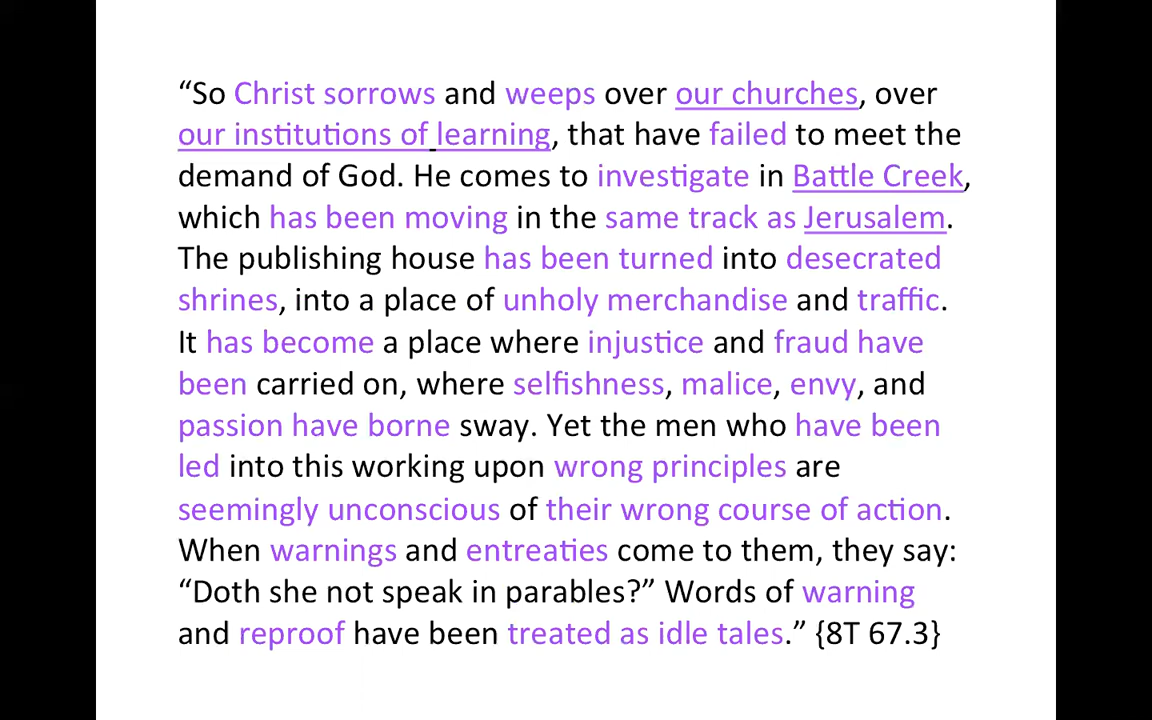 “So Christ sorrows and weeps over our churches, over
our institutions of learning, that have failed to meet the
demand of God. He comes to investigate in Battle Creek,
which has been moving in the same track as Jerusalem.
The publishing house has been turned into desecrated
shrines, into a place of unholy merchandise and traffic.
It has become a place where injustice and fraud have
been carried on, where selfishness, malice, envy, and
passion have borne sway. Yet the men who have been
led into this working upon wrong principles are
seemingly unconscious of their wrong course of action.
When warnings and entreaties come to them, they say:
“Doth she not speak in parables?” Words of warning
and reproof have been treated as idle tales.” {8T 67.3}